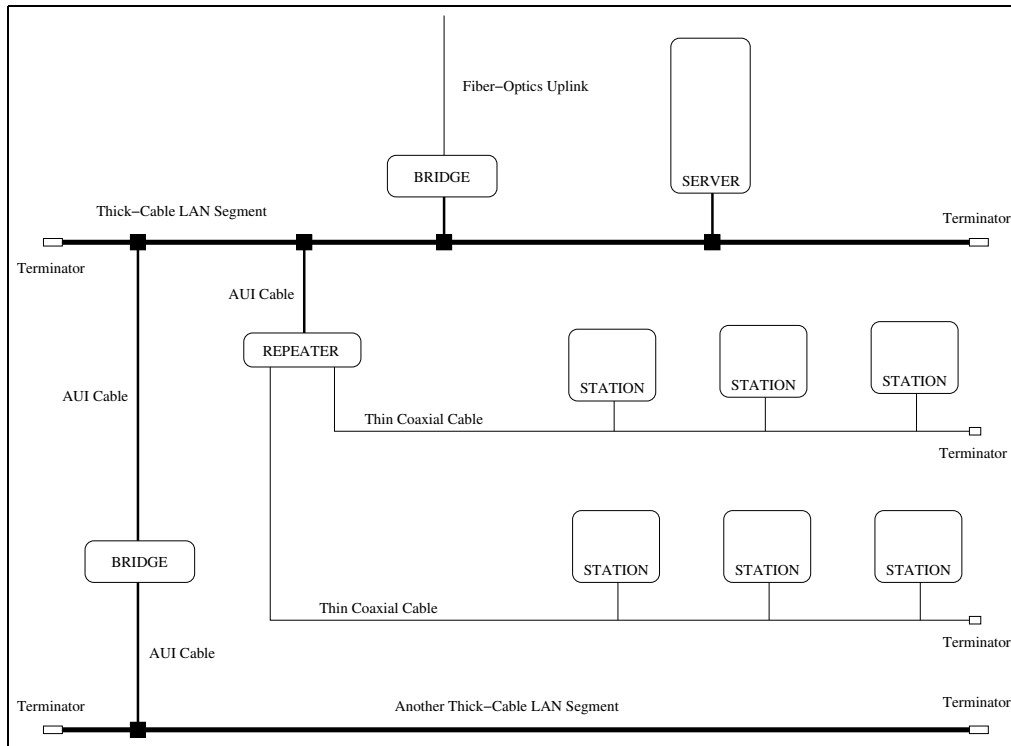 Fiber−Optics Uplink
BRIDGE
SERVER
Thick−Cable LAN Segment
Terminator
Terminator
AUI Cable
REPEATER
STATION
STATION
STATION
AUI Cable
Thin Coaxial Cable
Terminator
BRIDGE
STATION
STATION
STATION
Thin Coaxial Cable
Terminator
AUI Cable
Terminator
Another Thick−Cable LAN Segment
Terminator